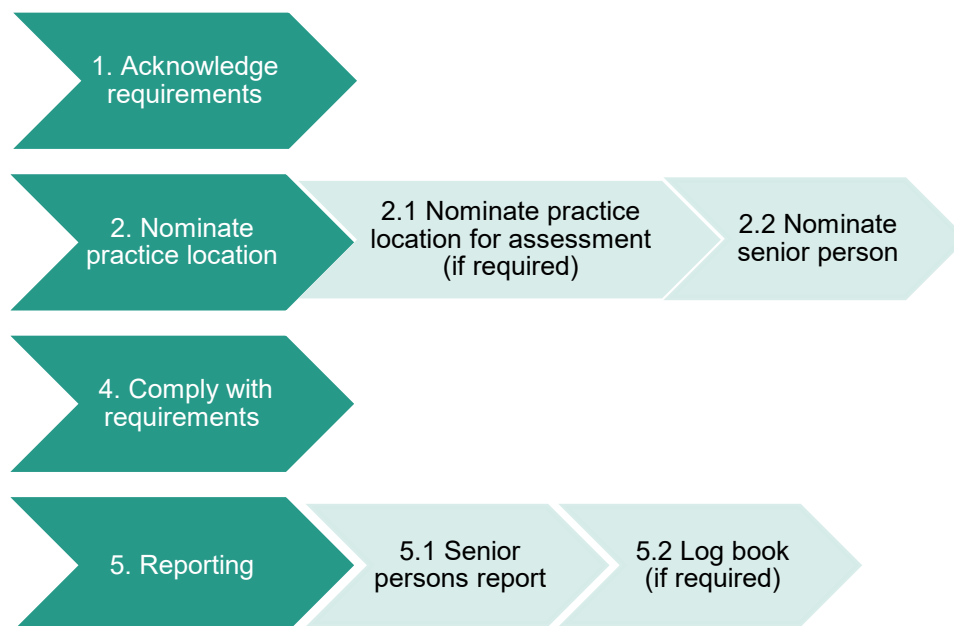 1. Acknowledge
requirements
2. Nominate
practice location
2.1 Nominate practice
location for assessment
(if required)
2.2 Nominate
senior person
4. Comply with
requirements
5. Reporting
5.1 Senior
persons report
5.2 Log book
(if required)